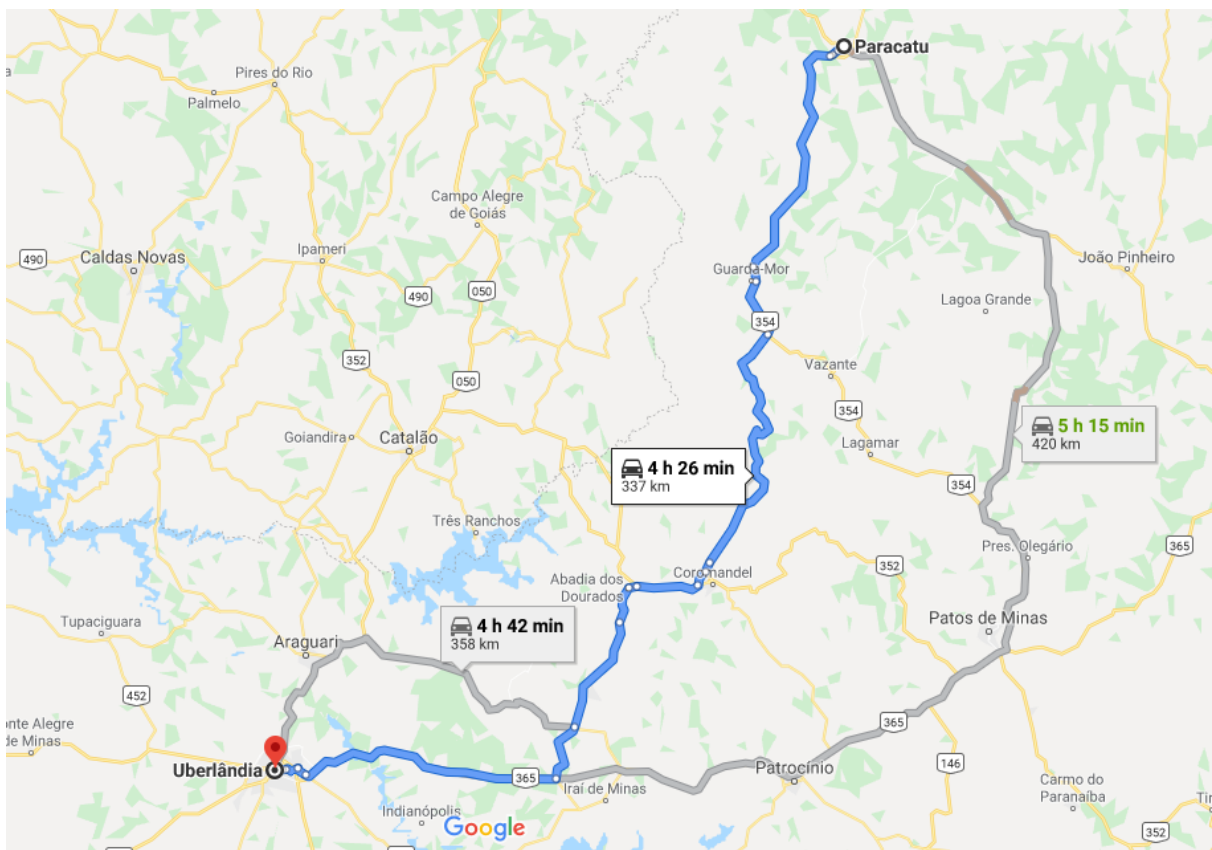 Paracatu
Pires do Rio
Palmelo
Campo Alegre
de Goiás
490
Caldas Novas
Ipameri
050
490
João Pinheiro
Guarda-Mor
Lagoa Grande
354
352
Vazante
050
354
5 h 15 min
420 km
Goiandira
Catalão
Lagamar
4 h 26 min
337 km
354
Três Ranchos
365
Pres. Olegário
352
Coromandel
Abadia dos
Dourados
Tupaciguara
4 h 42 min
358 km
Patos de Minas
Araguari
452
365
onte Alegre
de Minas
Uberlândia
365
Patrocínio
146
Iraí de Minas
Carmo do
Paranaíba
Indianópolis
Google
352